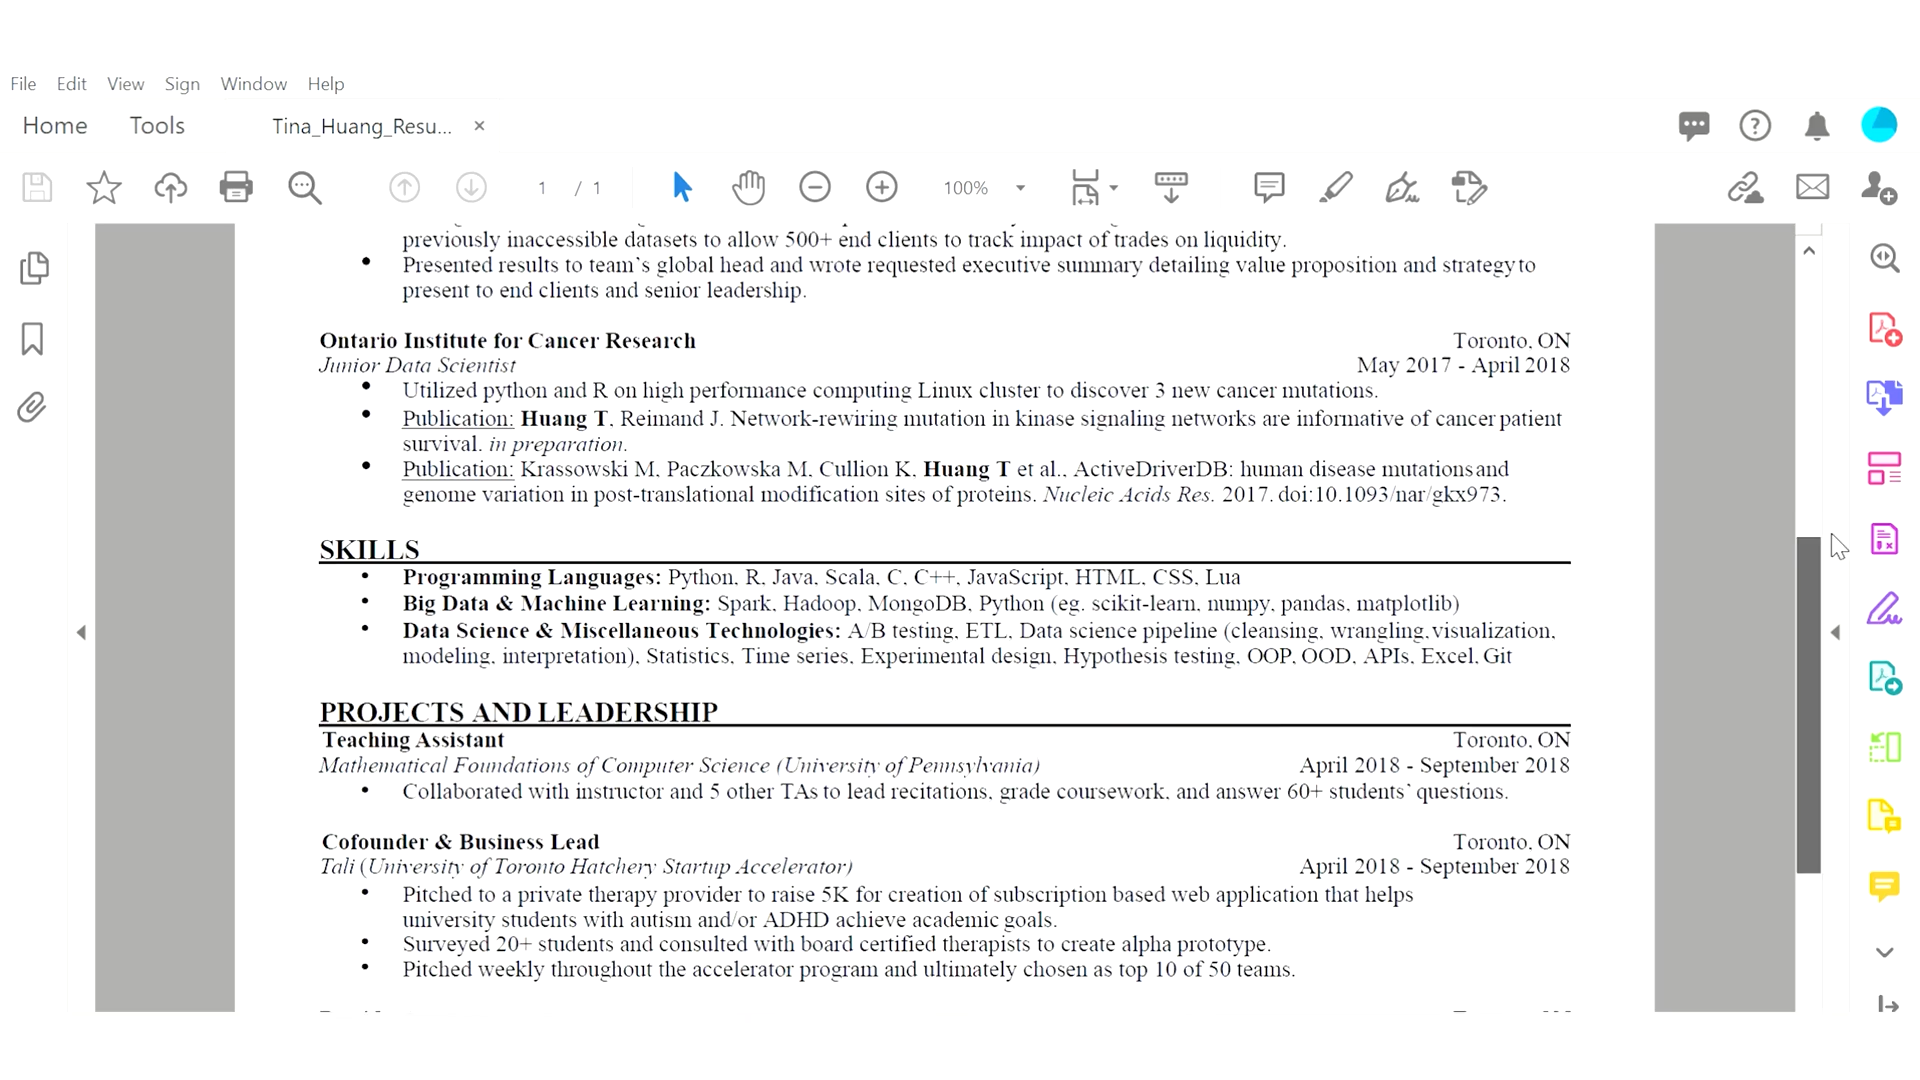 File Edit View Sign Window Help
Home Tools Tina_Huang_Resu... ×
1 / 1 100%
previously inaccessible datasets to allow 500+ end clients to track impact of trades on liquidity.
• Presented results to team's global head and wrote requested executive summary detailing value proposition and strategy to
present to end clients and senior leadership.
Ontario Institute for Cancer Research Toronto, ON
Junior Data Scientist May 2017 - April 2018
• Utilized python and R on high performance computing Linux cluster to discover 3 new cancer mutations.
• Publication: Huang T, Reimand J. Network-rewiring mutation in kinase signaling networks are informative of cancer patient
survival. in preparation.
• Publication: Krassowski M, Paczkowska M, Cullion K, Huang T et al., ActiveDriverDB: human disease mutations and
genome variation in post-translational modification sites of proteins. Nucleic Acids Res. 2017. doi:10.1093/nar/gkx973.
SKILLS
• Programming Languages: Python, R, Java, Scala, C, C++, JavaScript, HTML, CSS, Lua
• Big Data & Machine Learning: Spark, Hadoop, MongoDB, Python (eg. scikit-learn, numpy, pandas, matplotlib)
• Data Science & Miscellaneous Technologies: A/B testing, ETL, Data science pipeline (cleansing, wrangling, visualization,
modeling, interpretation), Statistics, Time series, Experimental design, Hypothesis testing, OOP, OOD, APIs, Excel, Git
PROJECTS AND LEADERSHIP
Teaching Assistant Toronto, ON
Mathematical Foundations of Computer Science (University of Pennsylvania) April 2018 - September 2018
• Collaborated with instructor and 5 other TAs to lead recitations, grade coursework, and answer 60+ students' questions.
Cofounder & Business Lead Toronto, ON
Tali (University of Toronto Hatchery Startup Accelerator) April 2018 - September 2018
• Pitched to a private therapy provider to raise 5K for creation of subscription based web application that helps
university students with autism and/or ADHD achieve academic goals.
• Surveyed 20+ students and consulted with board certified therapists to create alpha prototype.
• Pitched weekly throughout the accelerator program and ultimately chosen as top 10 of 50 teams.